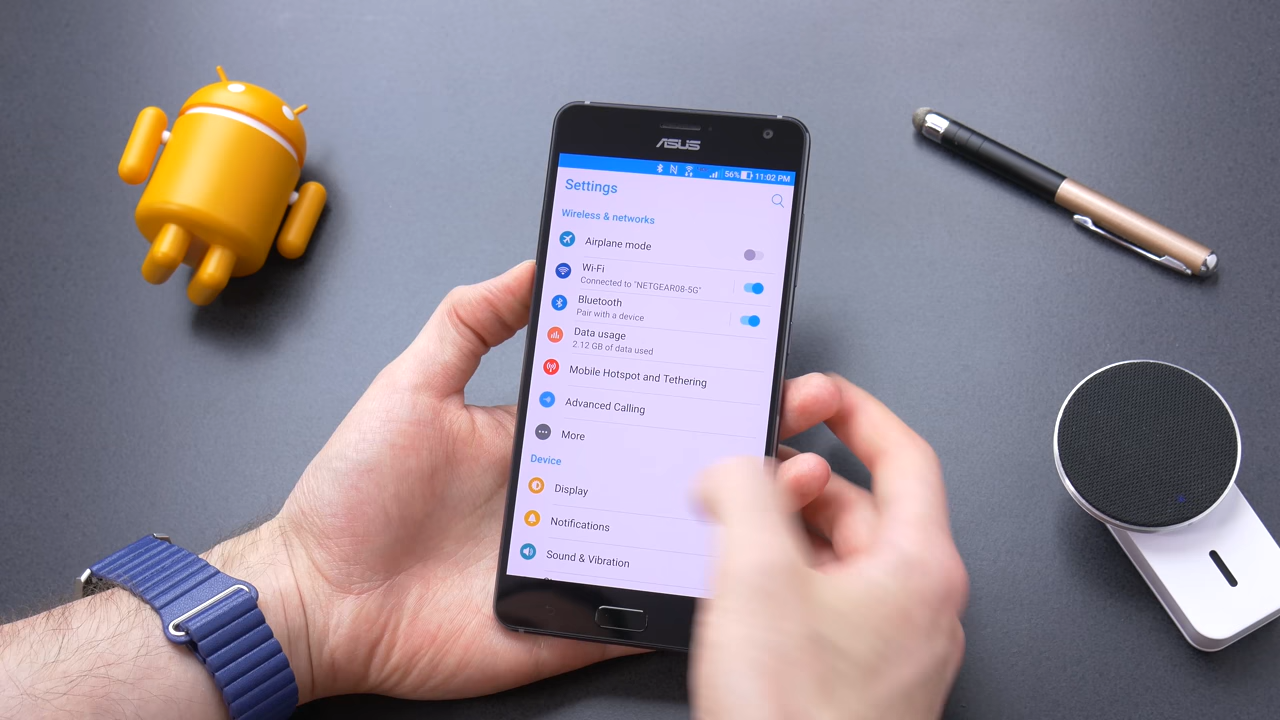 ASUS
56% 11:02 PM
Settings
Wireless & networks
Airplane mode
Wi-Fi
Connected to "NETGEAR08-5G"
Bluetooth
Pair with a device
Data usage
2.12 GB of data used
Mobile Hotspot and Tethering
Advanced Calling
More
Device
Display
Notifications
Sound & Vibration